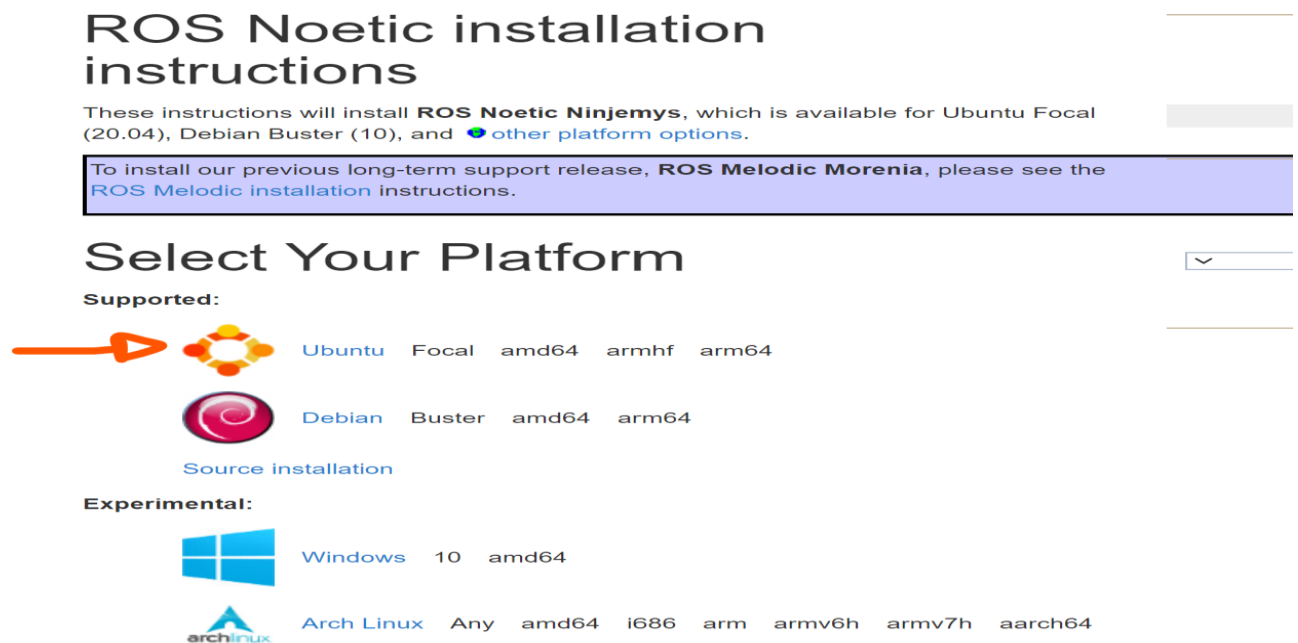 ROS Noetic installation
instructions
These instructions will install ROS Noetic Ninjemys, which is available for Ubuntu Focal
(20.04), Debian Buster (10), and other platform options.
To install our previous long-term support release, ROS Melodic Morenia, please see the
ROS Melodic installation instructions.
Select Your Platform
Supported:
Ubuntu Focal amd64 armhf arm64
Debian Buster amd64 arm64
Source installation
Experimental:
Windows 10 amd64
Arch Linux Any amd64 i686 arm armv6h armv7h aarch64
archlinux